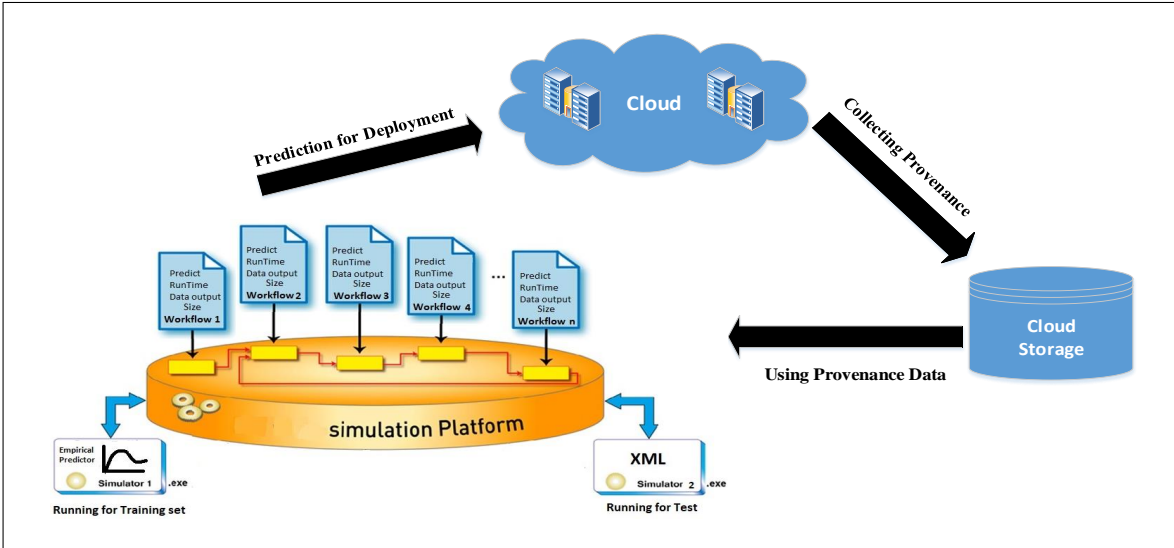 Cloud
Prediction for Deployment
Collecting Provenance
Predict
RunTime
Data output
Size
Workflow 1
Predict
RunTime
Data output
Size
Workflow 2
Predict
RunTime
Data output
Size
Workflow 3
Predict
RunTime
Data output
Size
Workflow 4
...
Predict
RunTime
Data output
Size
Workflow n
Cloud
Storage
Using Provenance Data
simulation Platform
Empirical
Predictor
Simulator 1
.exe
Running for Training set
XML
Simulator 2
.exe
Running for Test